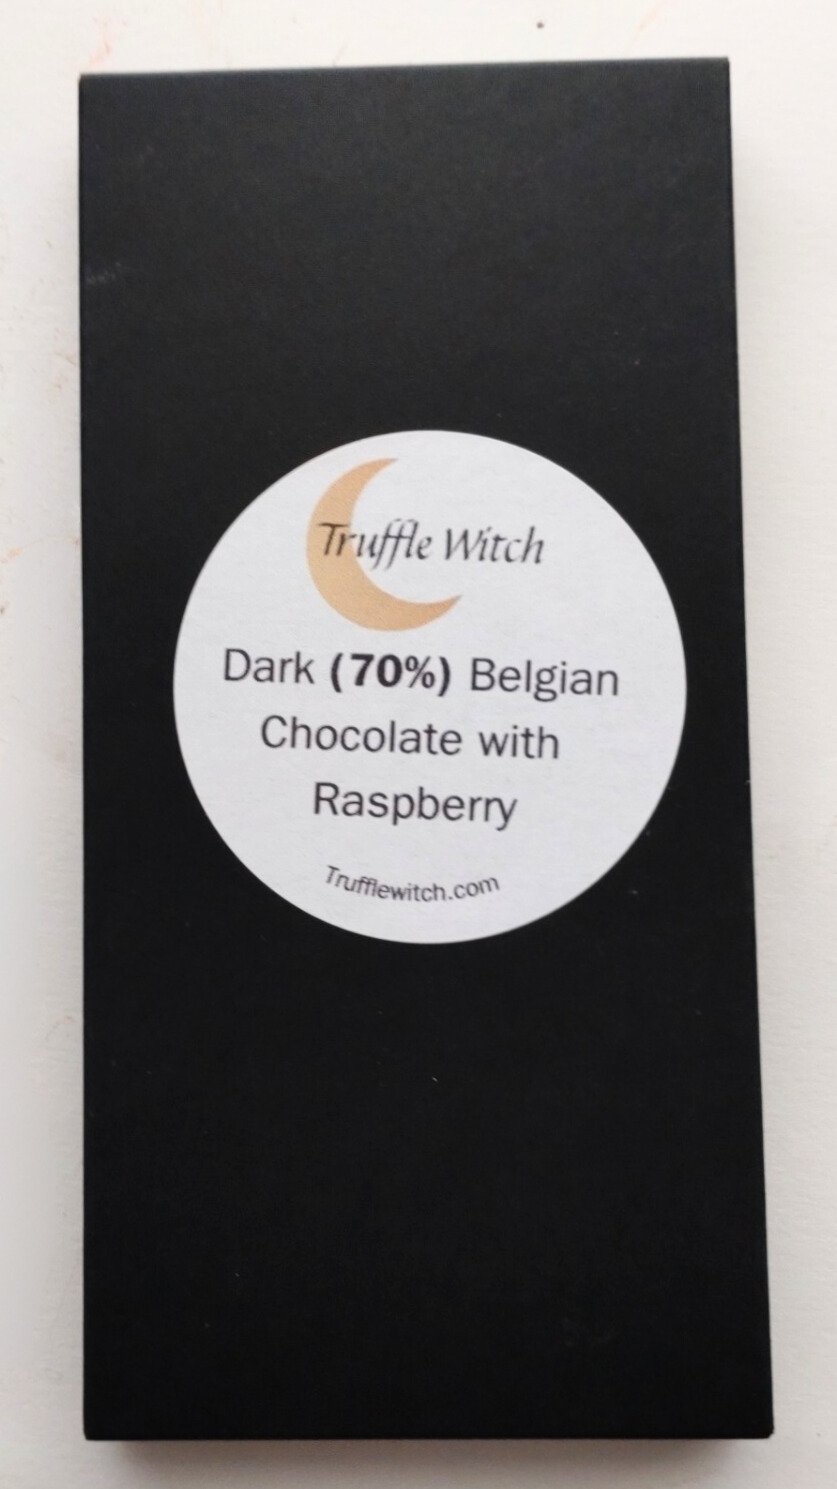 Truffle Witch
Dark (70%) Belgian
Chocolate with
Raspberry
Trufflewitch.com